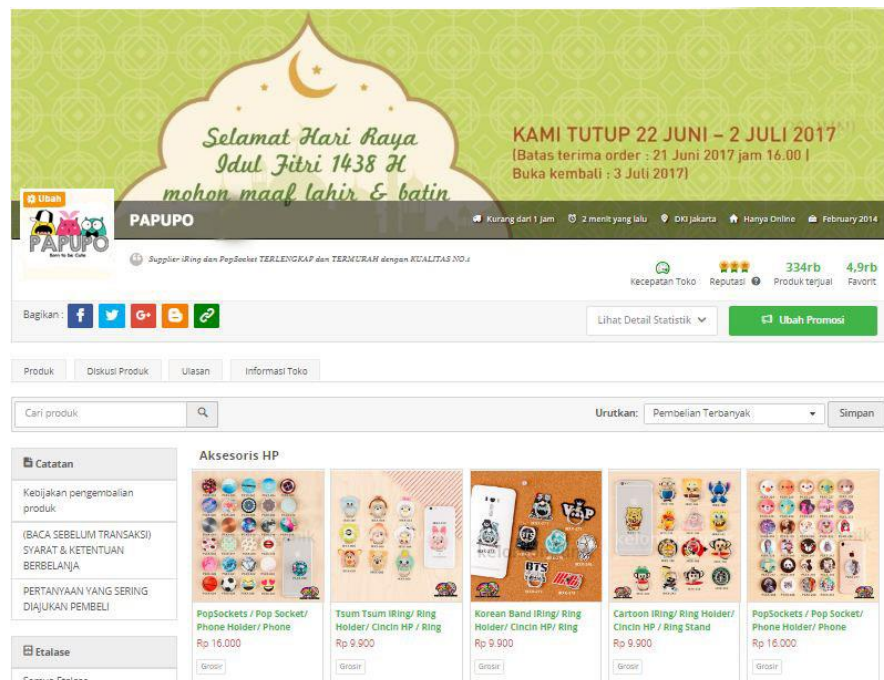 Selamat Hari Raya
Idul Fitri 1438 H
mohon maaf lahir & batin
KAMI TUTUP 22 JUNI – 2 JULI 2017
(Batas terima order : 21 Juni 2017 jam 16.00 |
Buka kembali : 3 Juli 2017)
Ubah
PAPUPO
Born to be Cute
PAPUPO
Kurang dari 1 jam
2 menit yang lalu
DKI Jakarta
Hanya Online
February 2014
Supplier iRing dan PopSocket TERLENGKAP dan TERMURAH dengan KUALITAS NO.1
Kecepatan Toko
Reputasi
334rb
Produk terjual
4,9rb
Favorit
Bagikan :
Lihat Detail Statistik
Ubah Promosi
Produk
Diskusi Produk
Ulasan
Informasi Toko
Cari produk
Urutkan:
Pembelian Terbanyak
Simpan
Catatan
Kebijakan pengembalian
produk
(BACA SEBELUM TRANSAKSI)
SYARAT & KETENTUAN
BERBELANJA
PERTANYAAN YANG SERING
DIAJUKAN PEMBELI
Etalase
Semua Etalase
Aksesoris HP
PopSockets / Pop Socket/
Phone Holder/ Phone
Rp 16.000
Grosir
Tsum Tsum IRing/ Ring
Holder/ Cincin HP / Ring
Rp 9.900
Grosir
BTS
Korean Band IRing/ Ring
Holder/ Cincin HP/ Ring
Rp 9.900
Grosir
Cartoon IRing/ Ring Holder/
Cincin HP / Ring Stand
Rp 9.900
Grosir
PopSockets / Pop Socket/
Phone Holder/ Phone
Rp 16.000
Grosir